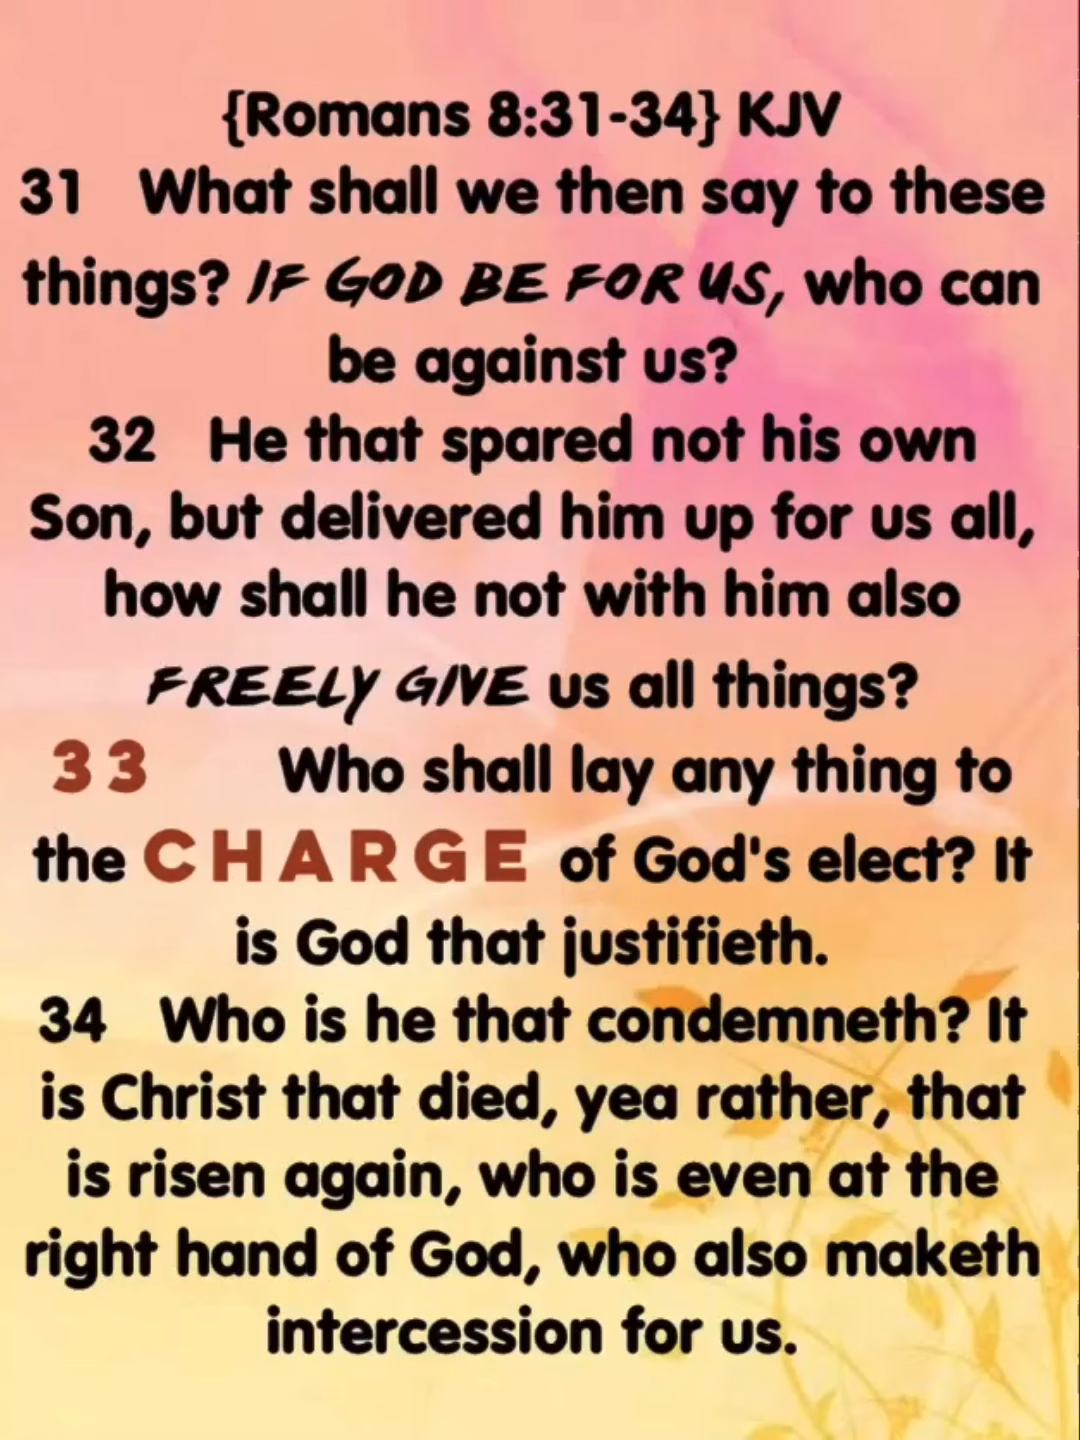 {Romans 8:31-34} KJV
31 What shall we then say to these
things? IF GOD BE FOR US, who can
be against us?
32 He that spared not his own
Son, but delivered him up for us all,
how shall he not with him also
FREELY GIVE us all things?
33 Who shall lay any thing to
the CHARGE of God's elect? It
is God that justifieth.
34 Who is he that condemneth? It
is Christ that died, yea rather, that
is risen again, who is even at the
right hand of God, who also maketh
intercession for us.